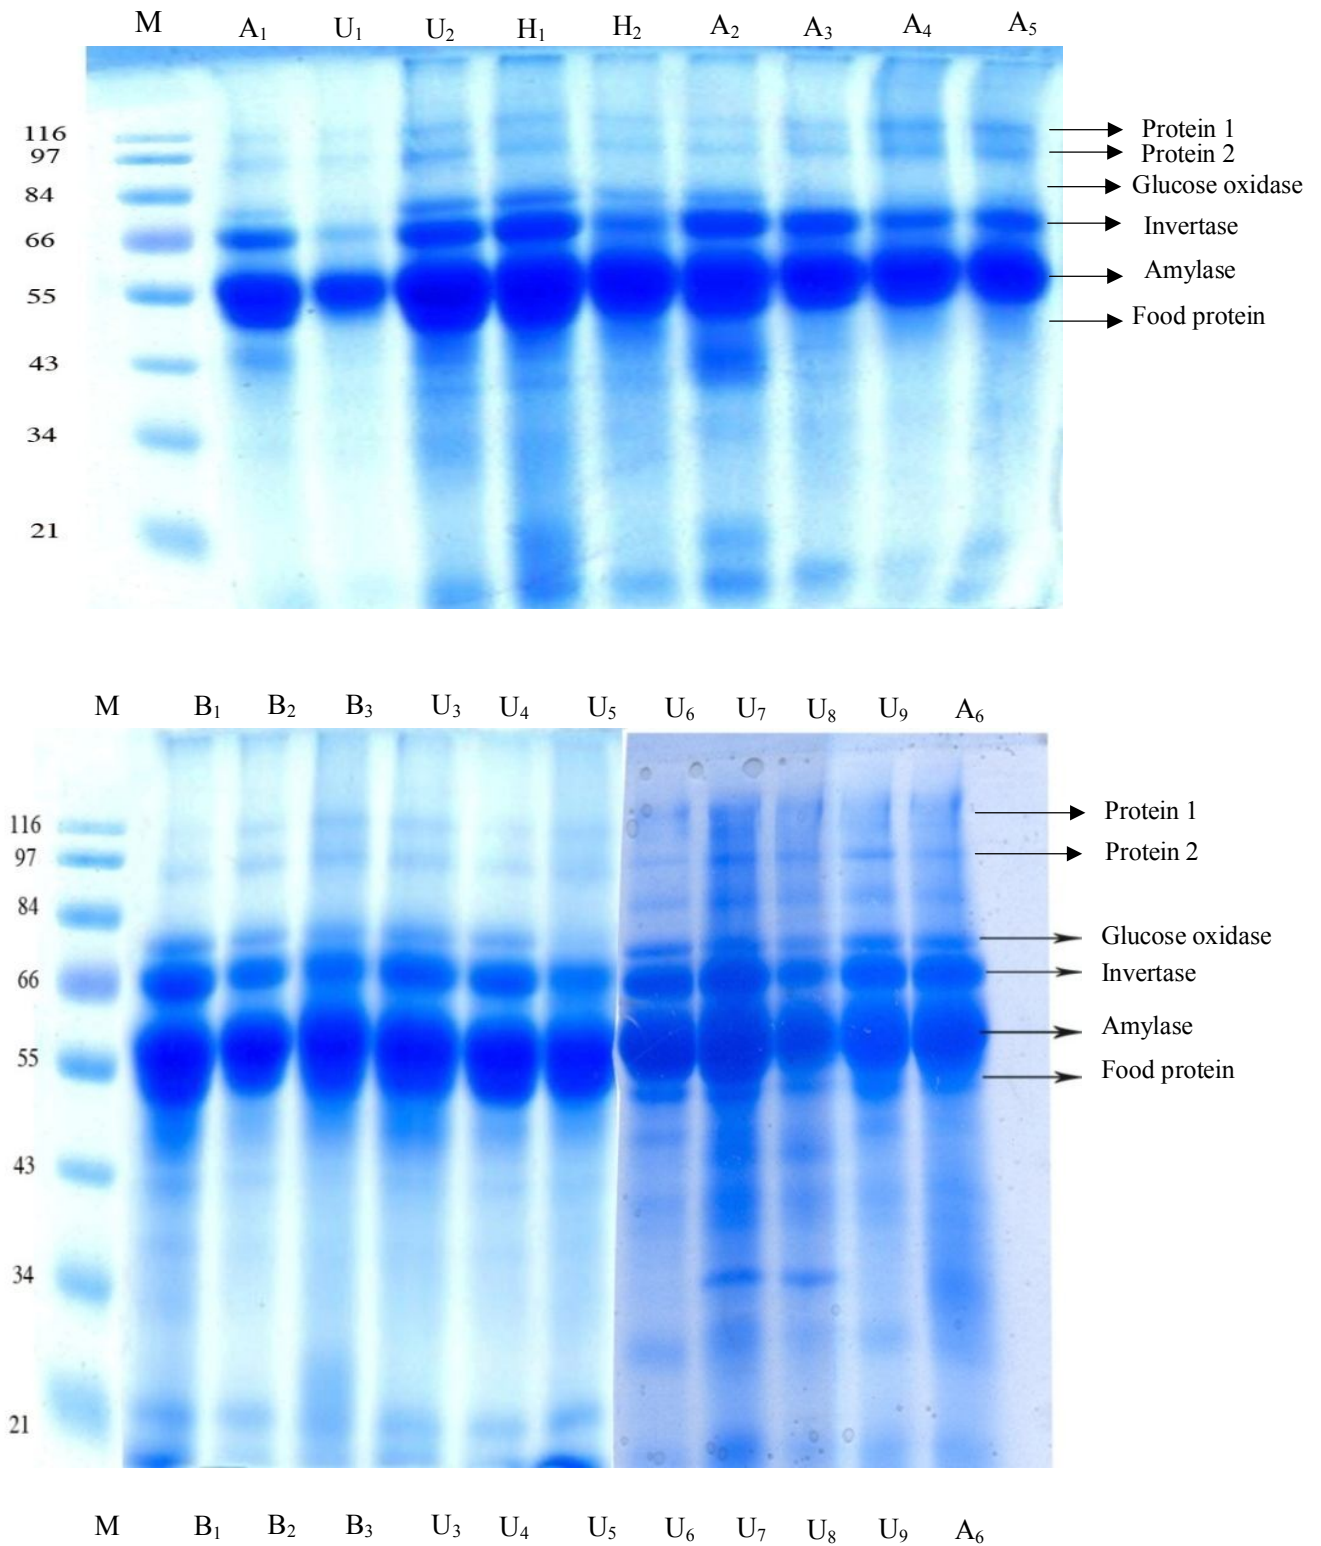 M A₁ U₁ U₂ H₁ H₂ A₂ A₃ A₄ A₅
116
97
84
66
55
43
34
21
Protein 1
Protein 2
Glucose oxidase
Invertase
Amylase
Food protein
M B₁ B₂ B₃ U₃ U₄ U₅ U₆ U₇ U₈ U₉ A₆
116
97
84
66
55
43
34
21
Protein 1
Protein 2
Glucose oxidase
Invertase
Amylase
Food protein
M B₁ B₂ B₃ U₃ U₄ U₅ U₆ U₇ U₈ U₉ A₆